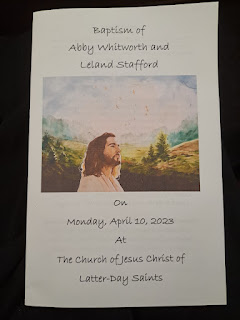 Baptism of
Abby Whitworth and
Leland Stafford
On
Monday, April 10, 2023
At
The Church of Jesus Christ of
Latter-Day Saints